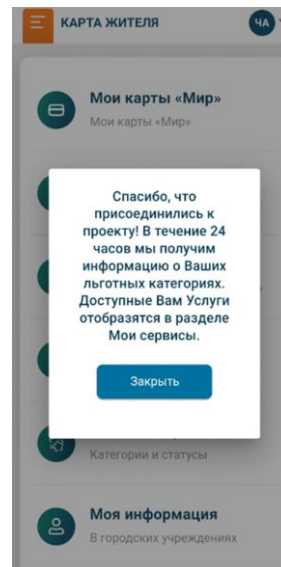 КАРТА ЖИТЕЛЯ
ЧА
Мои карты «Мир»
Мои карты «Мир»
Спасибо, что
присоединились к
проекту! В течение 24
часов мы получим
информацию о Ваших
льготных категориях.
Доступные Вам Услуги
отобразятся в разделе
Мои сервисы.
Закрыть
Категории и статусы
Моя информация
В городских учреждениях